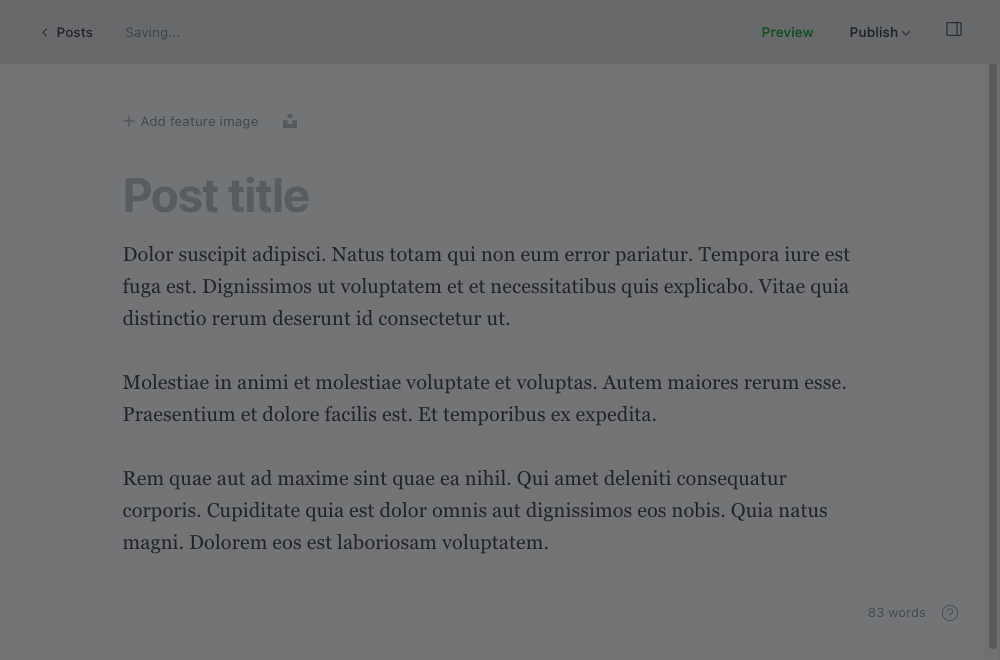 Posts
Saving...
Preview
Publish
Add feature image
Post title
Dolor suscipit adipisci. Natus totam qui non eum error pariatur. Tempora iure est
fuga est. Dignissimos ut voluptatem et et necessitatibus quis explicabo. Vitae quia
distinctio rerum deserunt id consectetur ut.
Molestiae in animi et molestiae voluptate et voluptas. Autem maiores rerum esse.
Praesentium et dolore facilis est. Et temporibus ex expedita.
Rem quae aut ad maxime sint quae ea nihil. Qui amet deleniti consequatur
corporis. Cupiditate quia est dolor omnis aut dignissimos eos nobis. Quia natus
magni. Dolorem eos est laboriosam voluptatem.
83 words
?